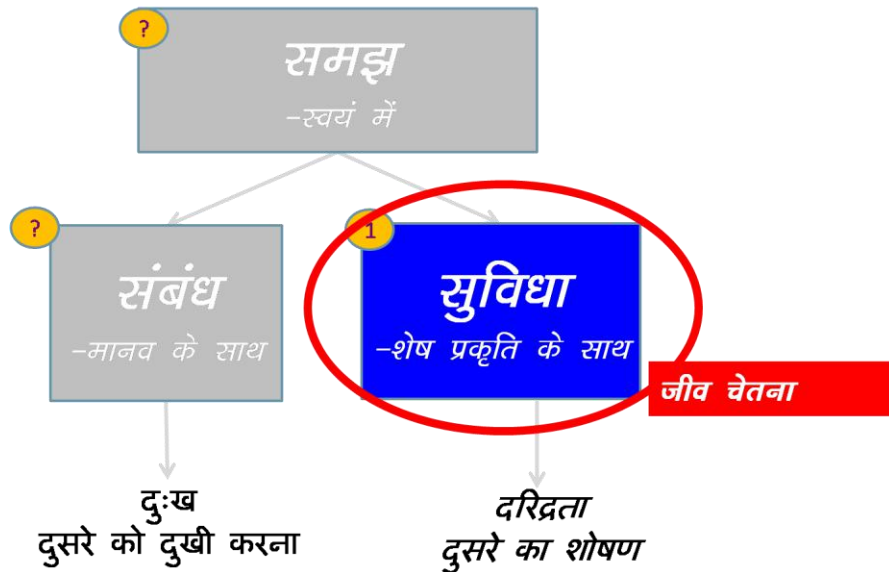 ?
समझ
–स्वयं में
?
संबंध
–मानव के साथ
1
सुविधा
–शेष प्रकृति के साथ
जीव चेतना
दुःख
दुसरे को दुखी करना
दरिद्रता
दुसरे का शोषण